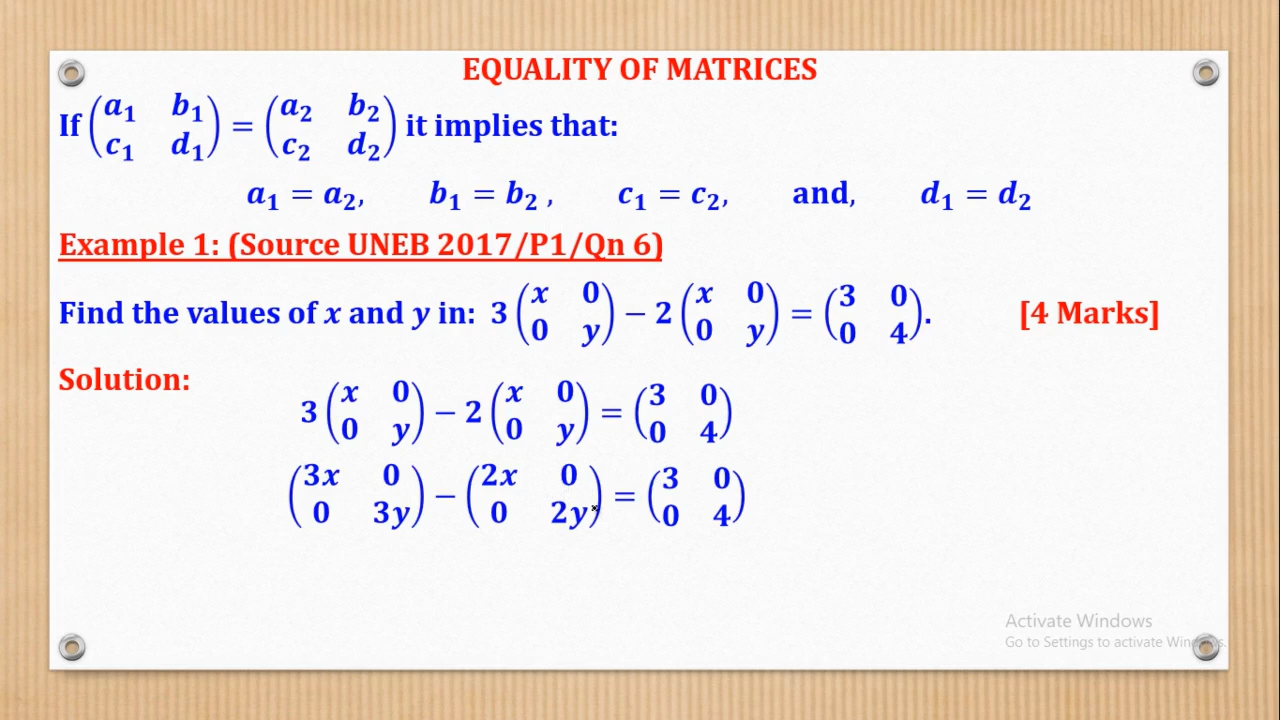 EQUALITY OF MATRICES
If (a₁ b₁ c₁ d₁) = (a₂ b₂ c₂ d₂) it implies that:
a₁ = a₂, b₁ = b₂ , c₁ = c₂, and, d₁ = d₂
Example 1: (Source UNEB 2017/P1/Qn 6)
Find the values of x and y in: 3 (x 0 0 y) − 2 (x 0 0 y) = (3 0 0 4). [4 Marks]
Solution:
3 (x 0 0 y) − 2 (x 0 0 y) = (3 0 0 4)
(3x 0 0 3y) − (2x 0 0 2y) = (3 0 0 4)
Activate Windows
Go to Settings to activate Windows.